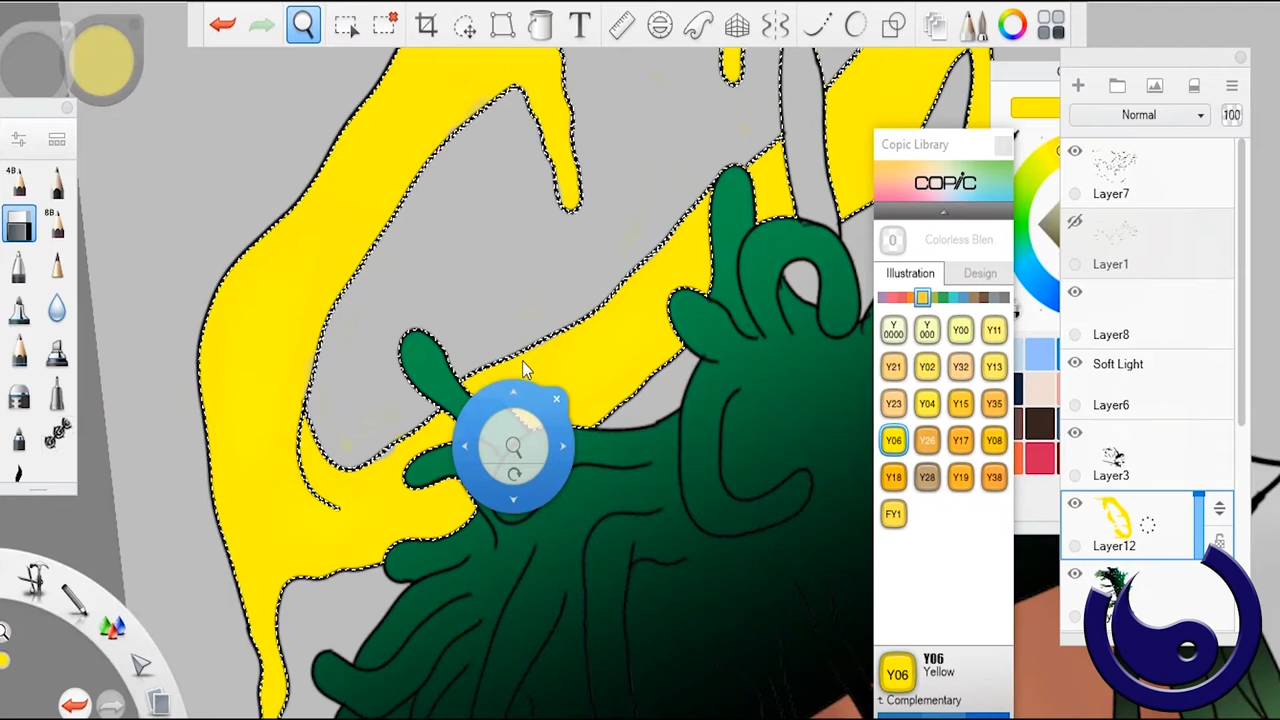 T
Normal
100
Copic Library
COPIC
0 Colorless Blen...
Illustration
Design
Y 0000
Y 000
Y00
Y11
Y21
Y02
Y32
Y13
Y23
Y04
Y15
Y35
Y06
Y26
Y17
Y08
Y18
Y28
Y19
Y38
FY1
Y06
Y06
Yellow
: Complementary
4B
8B
Layer7
Layer1
Layer8
Soft Light
Layer6
Layer3
Layer12